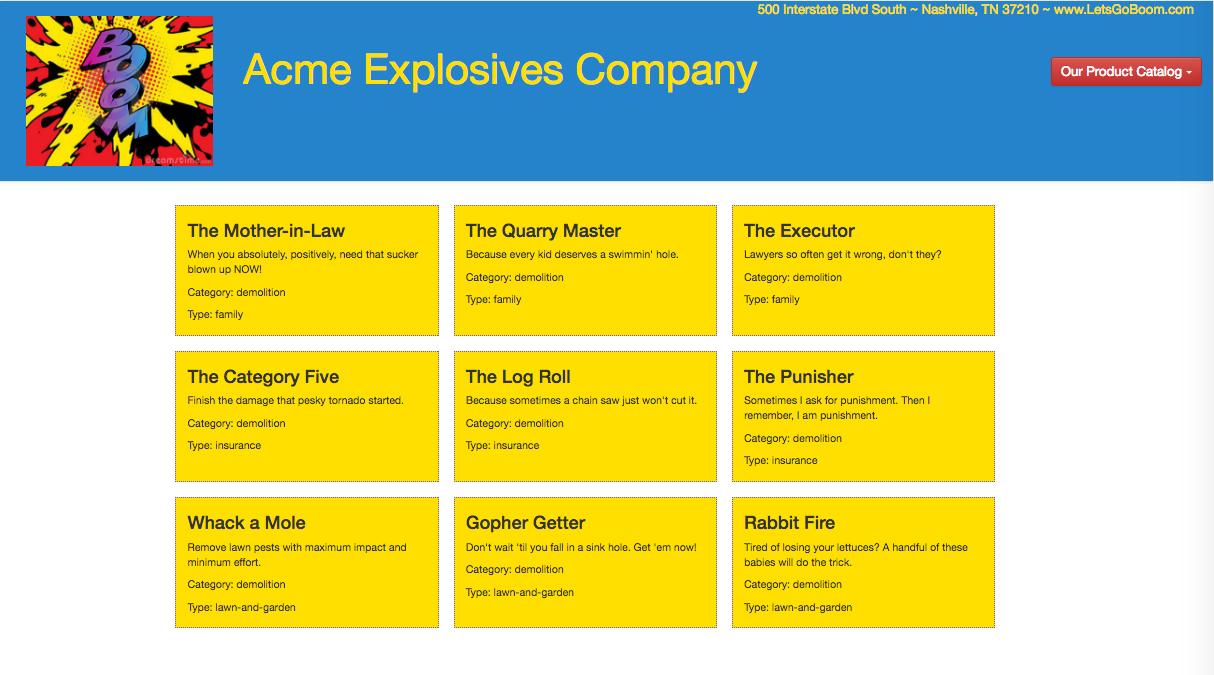 500 Interstate Blvd South ~ Nashville, TN 37210 ~ www.LetsGoBoom.com
BOOM
dreamstime
Acme Explosives Company
Our Product Catalog
The Mother-in-Law
When you absolutely, positively, need that sucker
blown up NOW!
Category: demolition
Type: family
The Quarry Master
Because every kid deserves a swimmin' hole.
Category: demolition
Type: family
The Executor
Lawyers so often get it wrong, don't they?
Category: demolition
Type: family
The Category Five
Finish the damage that pesky tornado started.
Category: demolition
Type: insurance
The Log Roll
Because sometimes a chain saw just won't cut it.
Category: demolition
Type: insurance
The Punisher
Sometimes I ask for punishment. Then I
remember, I am punishment.
Category: demolition
Type: insurance
Whack a Mole
Remove lawn pests with maximum impact and
minimum effort.
Category: demolition
Type: lawn-and-garden
Gopher Getter
Don't wait 'til you fall in a sink hole. Get 'em now!
Category: demolition
Type: lawn-and-garden
Rabbit Fire
Tired of losing your lettuces? A handful of these
babies will do the trick.
Category: demolition
Type: lawn-and-garden